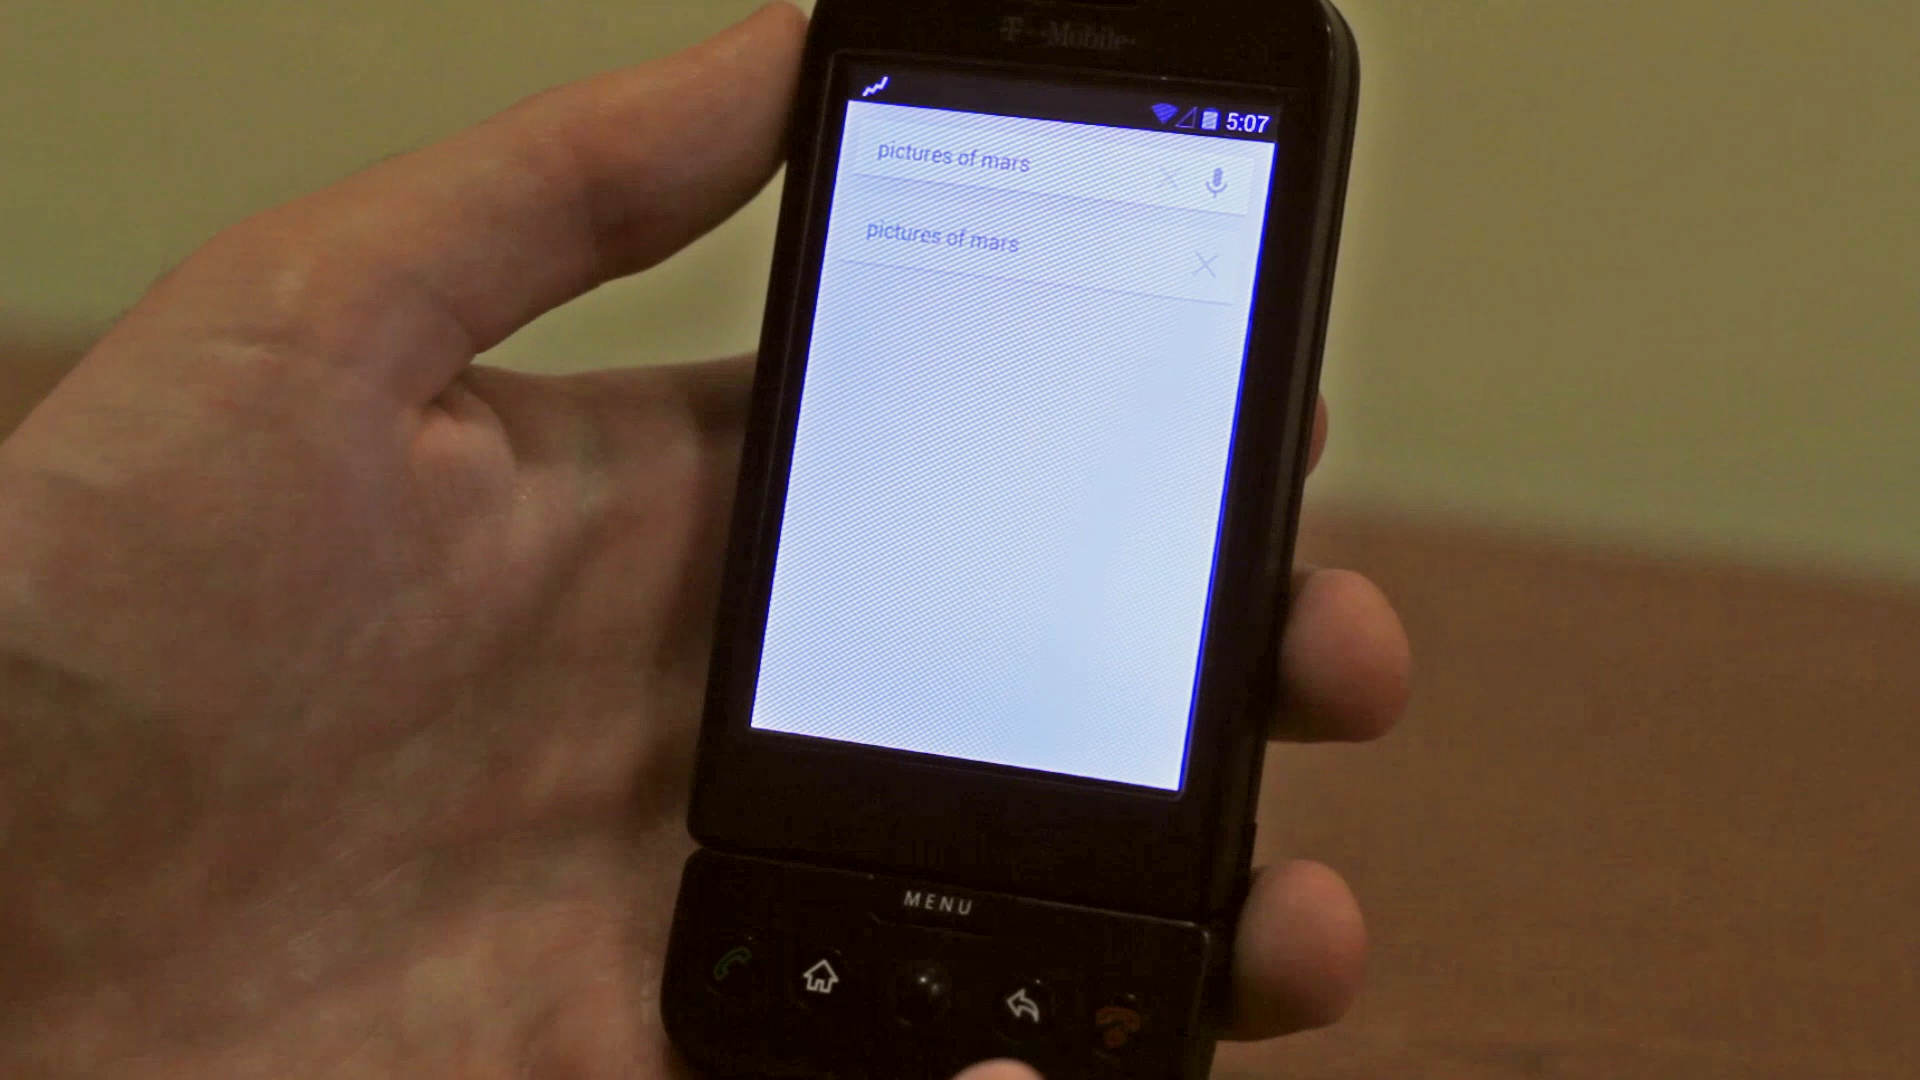 T··Mobile·
5:07
pictures of mars
pictures of mars
MENU